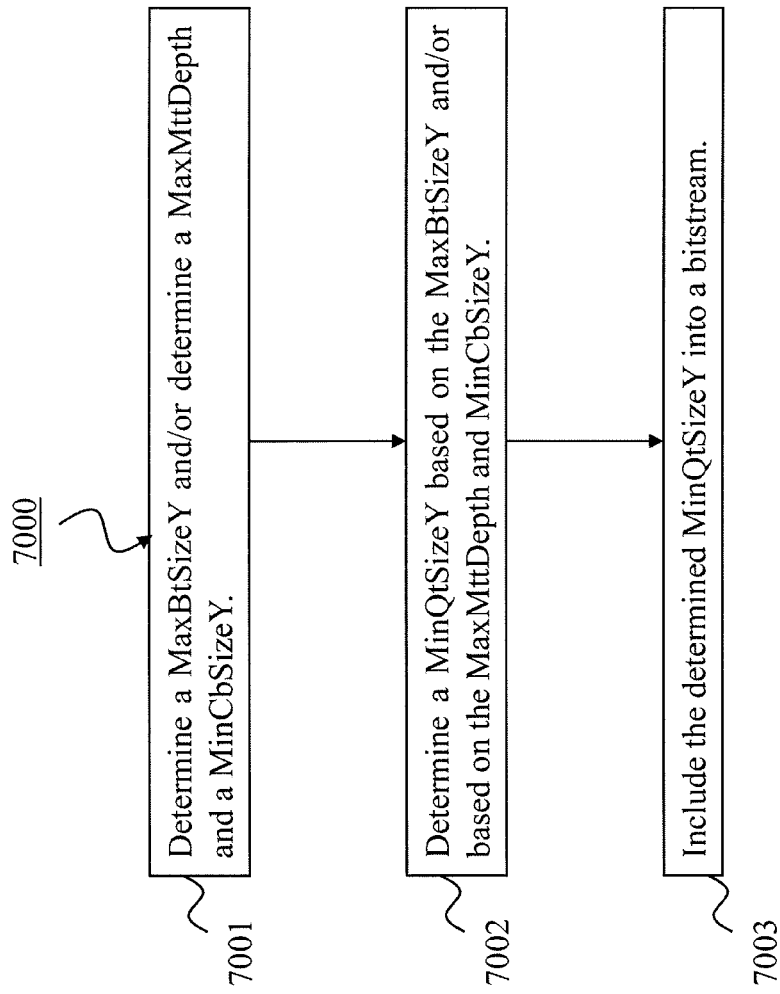 7000
Determine a MaxBtSizeY and/or determine a MaxMttDepth
and a MinCbSizeY.
7001
Determine a MinQtSizeY based on the MaxBtSizeY and/or
based on the MaxMttDepth and MinCbSizeY.
7002
Include the determined MinQtSizeY into a bitstream.
7003